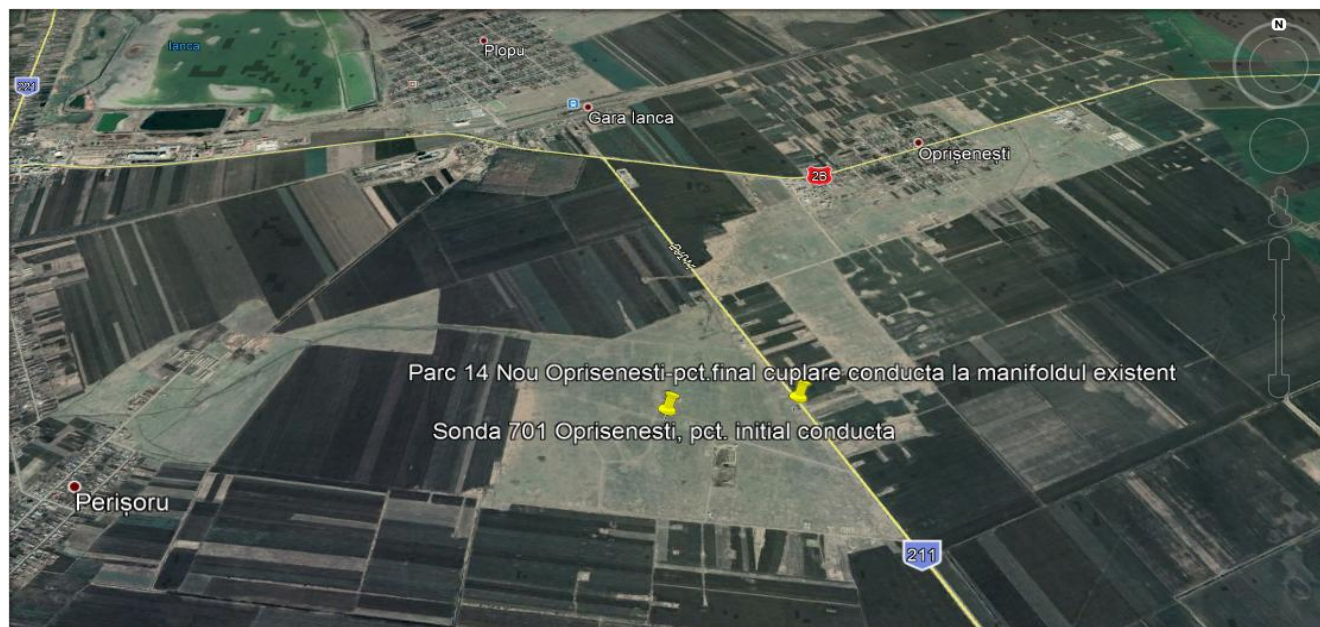 N
Ianca
Plopu
Gara Ianca
Oprișenești
2B
Parc 14 Nou Oprisenesti-pct.final cuplare conducta la manifoldul existent
Sonda 701 Oprisenesti, pct. initial conducta
Perișoru
211